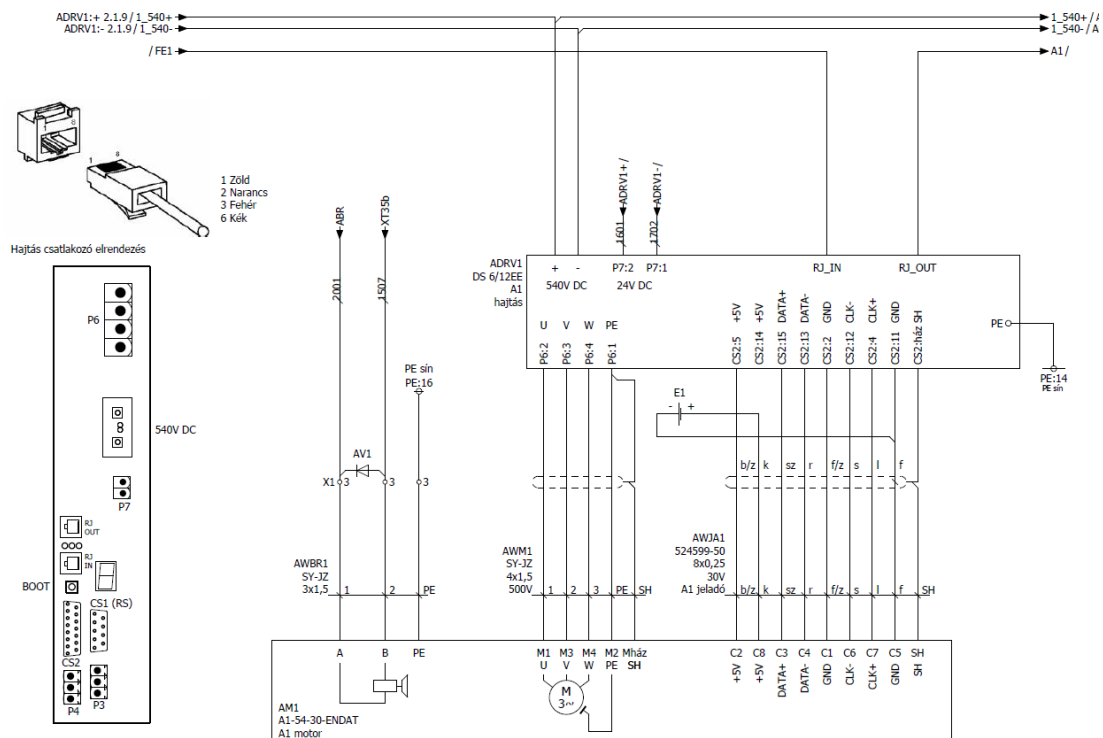 ADRV1:+ 2.1.9 / 1_540+
1_540+ / A
ADRV1:- 2.1.9 / 1_540-
1_540- / A
/ FE1
A1 /
1
6
1
8
1 Zöld
2 Narancs
3 Fehér
6 Kék
Hajtás csatlakozó elrendezés
P6
540V DC
P7
RJ
OUT
RJ
IN
BOOT
CS1 (RS)
CS2
P4
P3
ABR
XT35b
2001
1507
ADRV1+/
ADRV1-/
1601
1702
ADRV1
DS 6/12EE
A1
hajtás
+
-
P7:2
P7:1
RJ_IN
RJ_OUT
540V DC
24V DC
U
V
W
PE
P6:2
P6:3
P6:4
P6:1
+5V
+5V
DATA+
DATA-
GND
CLK-
CLK+
GND
CS2:5
CS2:14
CS2:15
CS2:13
CS2:2
CS2:12
CS2:4
CS2:11
CS2:ház SH
PE
PE:14
PE sín
PE sín
PE:16
E1
-
+
AV1
X1
3
3
3
b/z
k
sz
r
f/z
s
l
f
AWBR1
SY-JZ
3x1,5
1
2
PE
AWM1
SY-JZ
4x1,5
500V
1
2
3
PE
SH
AWJA1
524599-50
8x0,25
30V
A1 jeladó
b/z
k
sz
r
f/z
s
l
f
SH
A
B
PE
M1
M3
M4
M2
Mház
U
V
W
PE
SH
C2
C8
C3
C4
C1
C6
C7
C5
SH
+5V
+5V
DATA+
DATA-
GND
CLK-
CLK+
GND
SH
M
3~
AM1
A1-54-30-ENDAT
A1 motor